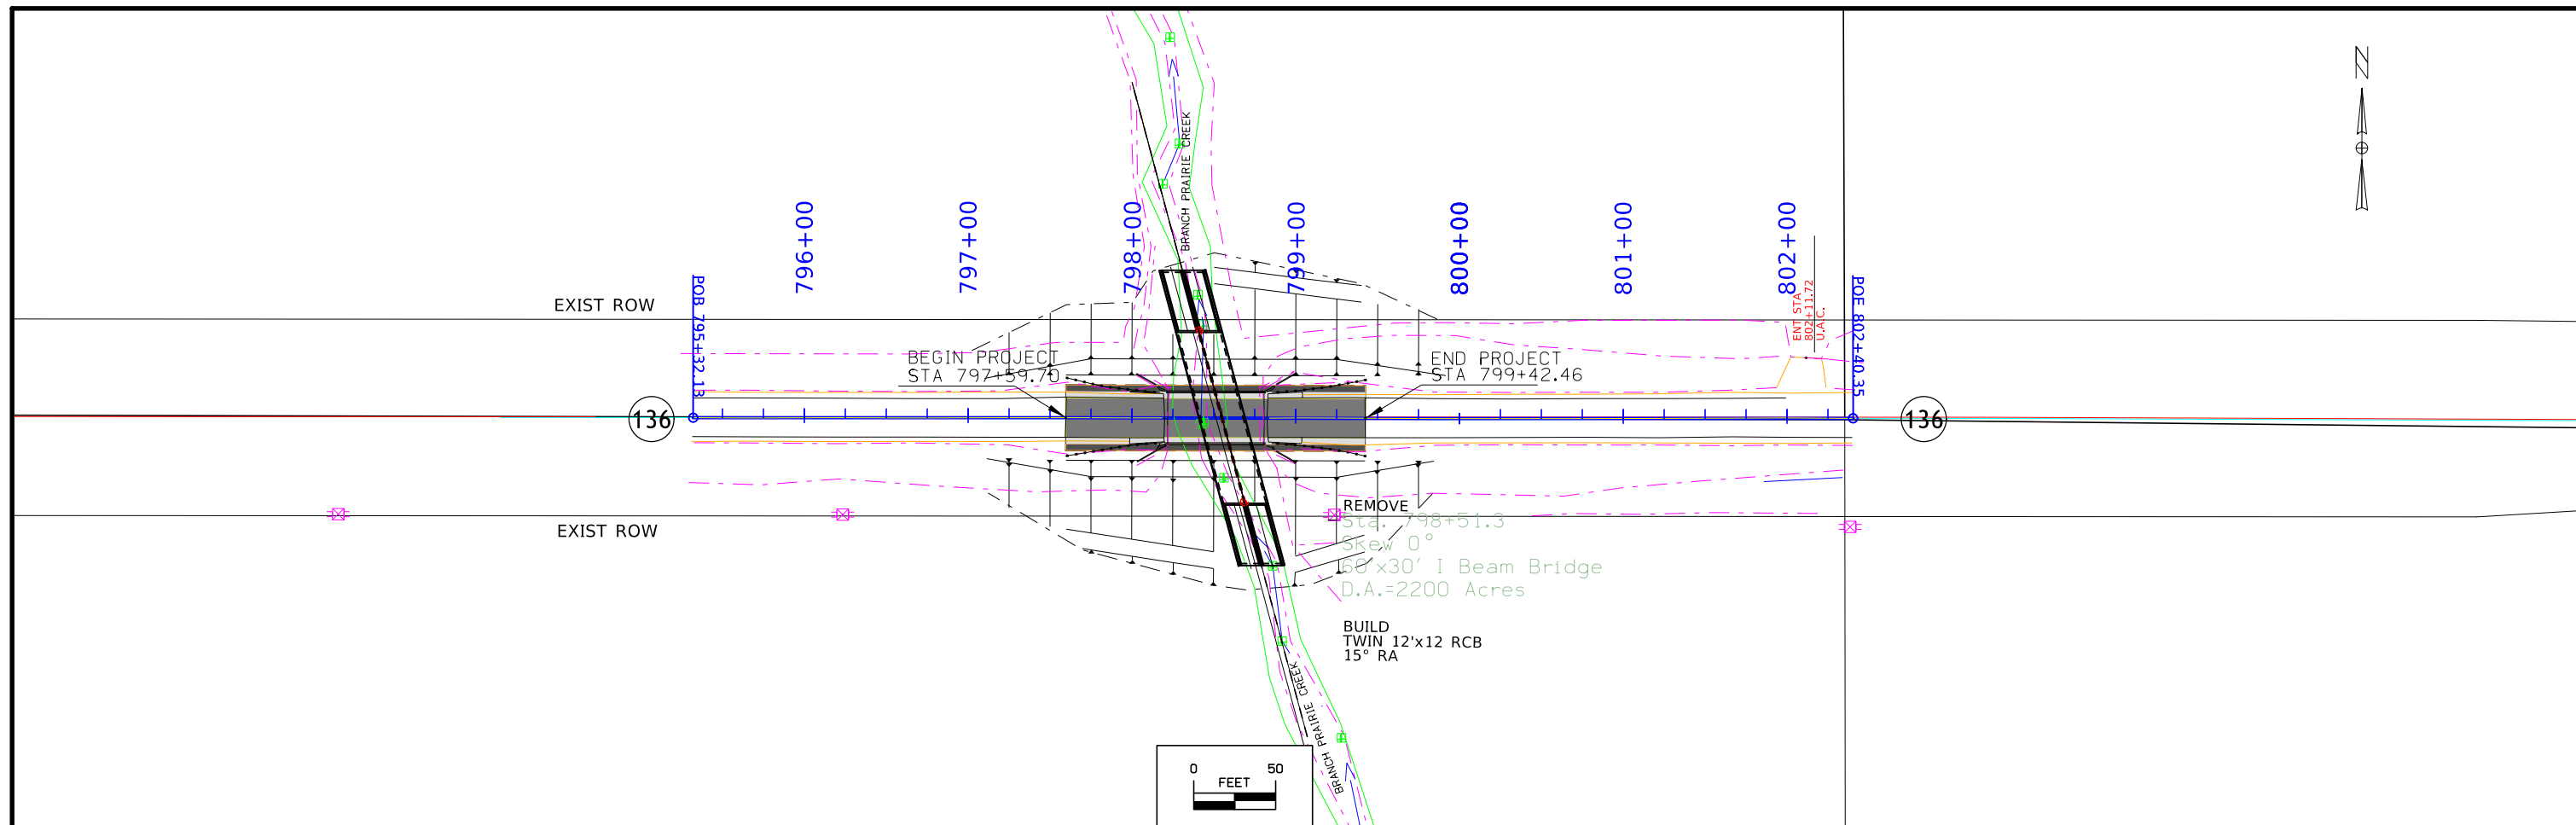 N
BRANCH PRAIRIE CREEK
796+00
797+00
798+00
799+00
800+00
801+00
802+00
EXIST ROW
POB 795+32.13
ENT STA
802+11.72
U.A.C.
POE 802+40.35
BEGIN PROJECT
STA 797+59.70
END PROJECT
STA 799+42.46
136
136
EXIST ROW
REMOVE
Sta. 798+51.3
Skew 0°
60'x30' I Beam Bridge
D.A.=2200 Acres
BUILD
TWIN 12'x12 RCB
15° RA
BRANCH PRAIRIE CREEK
0 50
FEET